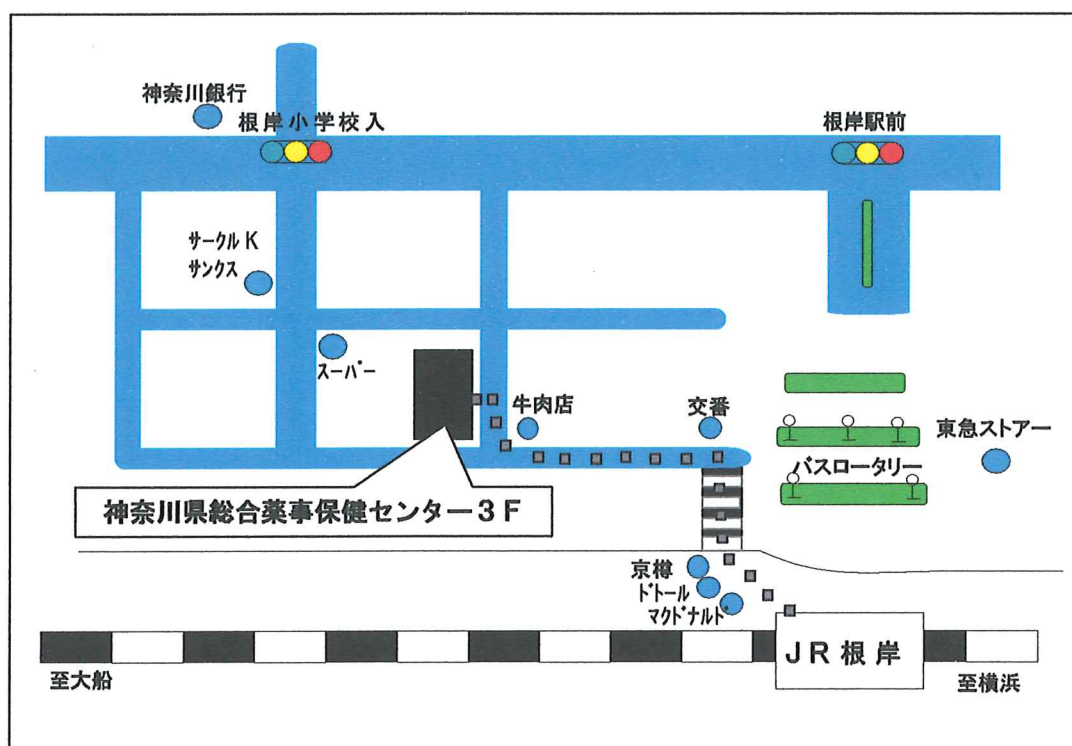 神奈川銀行
根岸小学校入
根岸駅前
サークルK
サンクス
スーパー
牛肉店
交番
東急ストアー
バスロータリー
神奈川県総合薬事保健センター3F
京樽
ドトール
マクドナルド
JR根岸
至大船
至横浜